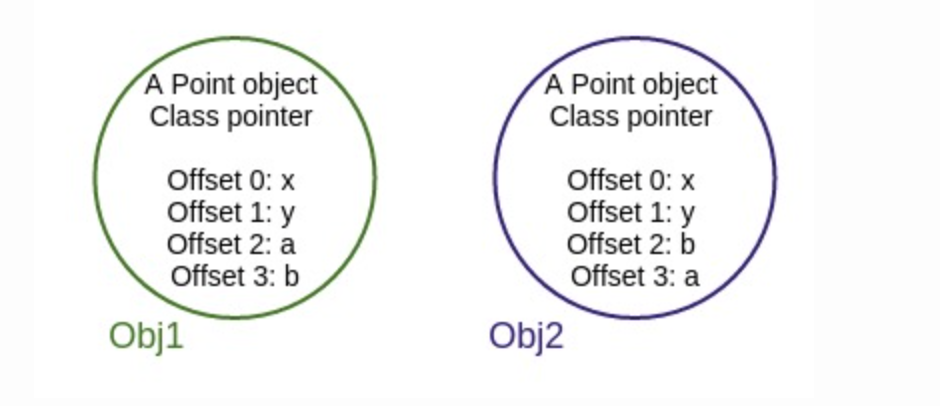 A Point object
Class pointer
Offset 0: x
Offset 1: y
Offset 2: a
Offset 3: b
Obj1
A Point object
Class pointer
Offset 0: x
Offset 1: y
Offset 2: b
Offset 3: a
Obj2